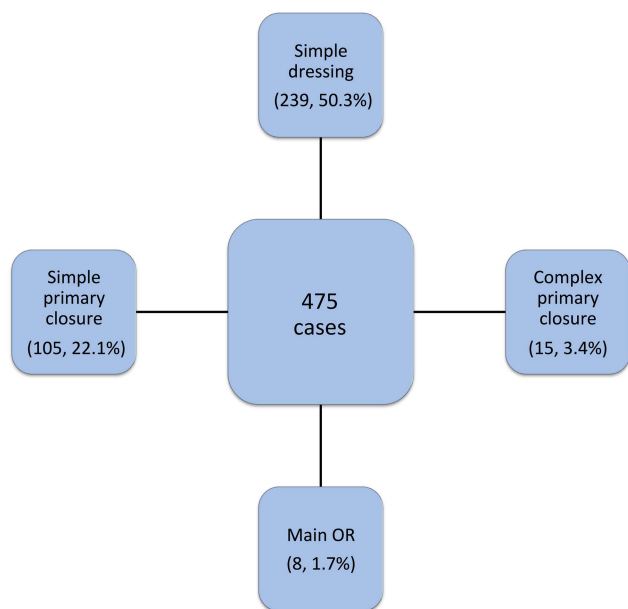 Simple
dressing
(239, 50.3%)
Simple
primary
closure
(105, 22.1%)
475
cases
Complex
primary
closure
(15, 3.4%)
Main OR
(8, 1.7%)